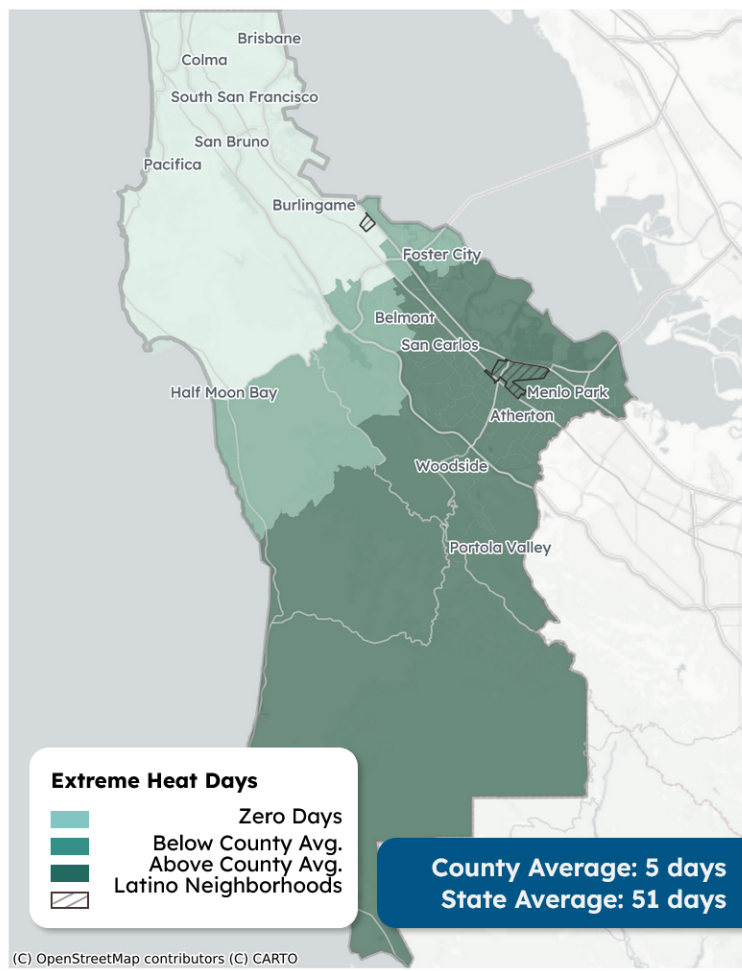 Brisbane
Colma
South San Francisco
San Bruno
Pacifica
Burlingame
Foster City
Belmont
San Carlos
Half Moon Bay
Menlo Park
Atherton
Woodside
Portola Valley
Extreme Heat Days
Zero Days
Below County Avg.
Above County Avg.
Latino Neighborhoods
County Average: 5 days
State Average: 51 days
(C) OpenStreetMap contributors (C) CARTO